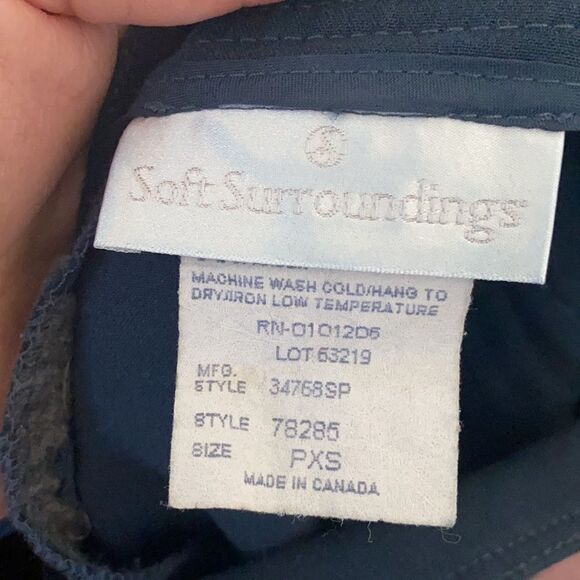 Soft Surroundings
MACHINE WASH COLD/HANG TO
DRY/IRON LOW TEMPERATURE
RN-0101206
LOT 63219
MFG.
STYLE 34768SP
STYLE 78285
SIZE PXS
MADE IN CANADA